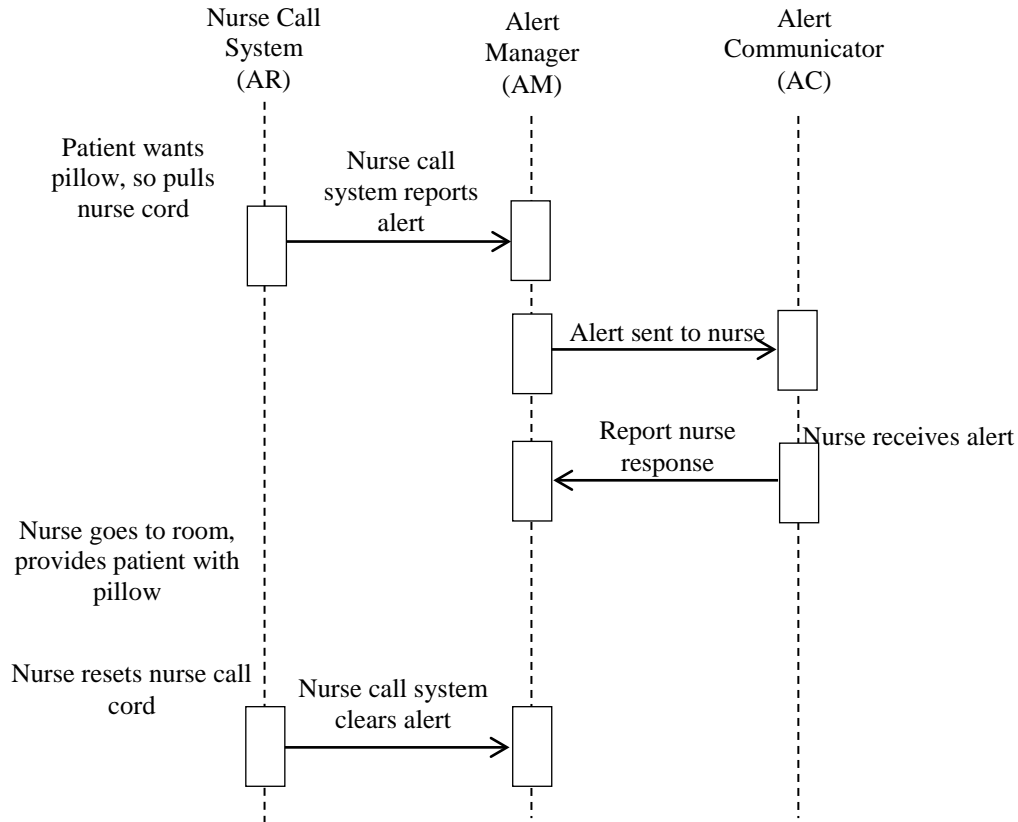 Nurse Call
System
(AR)
Alert
Manager
(AM)
Alert
Communicator
(AC)
Patient wants
pillow, so pulls
nurse cord
Nurse call
system reports
alert
Alert sent to nurse
Report nurse
response
Nurse receives alert
Nurse goes to room,
provides patient with
pillow
Nurse resets nurse call
cord
Nurse call system
clears alert